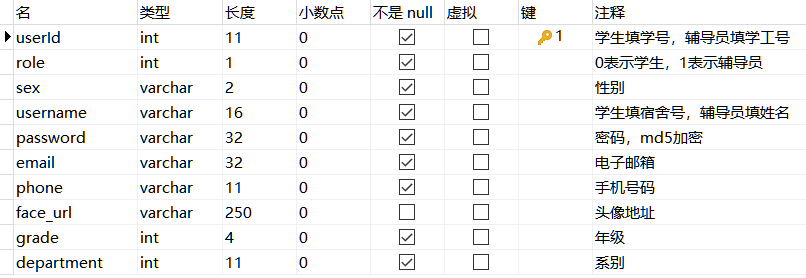 名 类型 长度 小数点 不是 null 虚拟 键 注释
userId int 11 0 1 学生填学号，辅导员填学工号
role int 1 0 0表示学生，1表示辅导员
sex varchar 2 0 性别
username varchar 16 0 学生填宿舍号，辅导员填姓名
password varchar 32 0 密码，md5加密
email varchar 32 0 电子邮箱
phone varchar 11 0 手机号码
face_url varchar 250 0 头像地址
grade int 4 0 年级
department int 11 0 系别